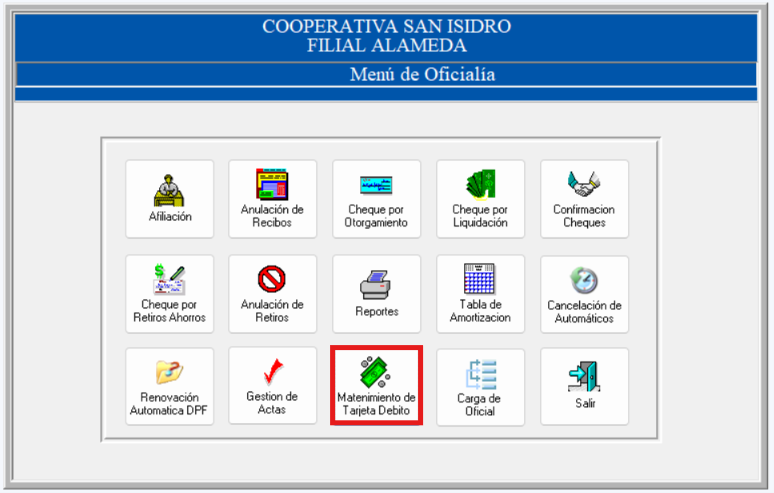 COOPERATIVA SAN ISIDRO
FILIAL ALAMEDA
Menú de Oficialía
Afiliación
Anulación de
Recibos
Cheque por
Otorgamiento
Cheque por
Liquidación
Confirmacion
Cheques
Cheque por
Retiros Ahorros
Anulación de
Retiros
Reportes
Tabla de
Amortizacion
Cancelación de
Automáticos
Renovación
Automatica DPF
Gestion de
Actas
Matenimiento de
Tarjeta Debito
Carga de
Oficial
Salir